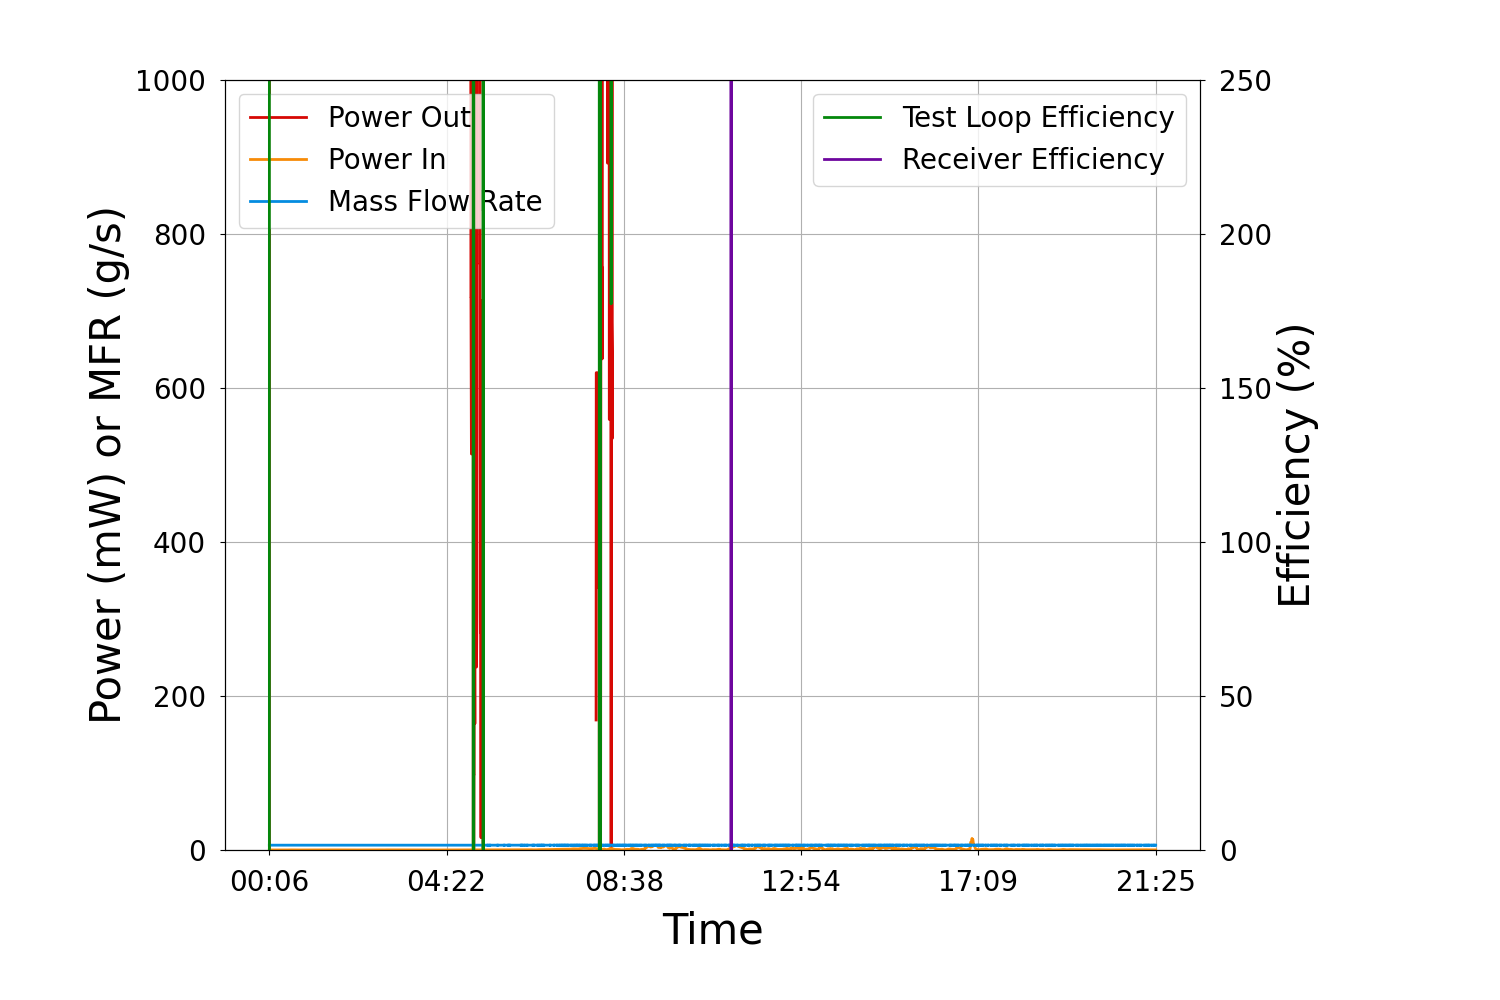 1000
800
600
400
200
0
Power (mW) or MFR (g/s)
Power Out
Power In
Mass Flow Rate
Test Loop Efficiency
Receiver Efficiency
250
200
150
100
50
0
Efficiency (%)
00:06 04:22 08:38 12:54 17:09 21:25
Time